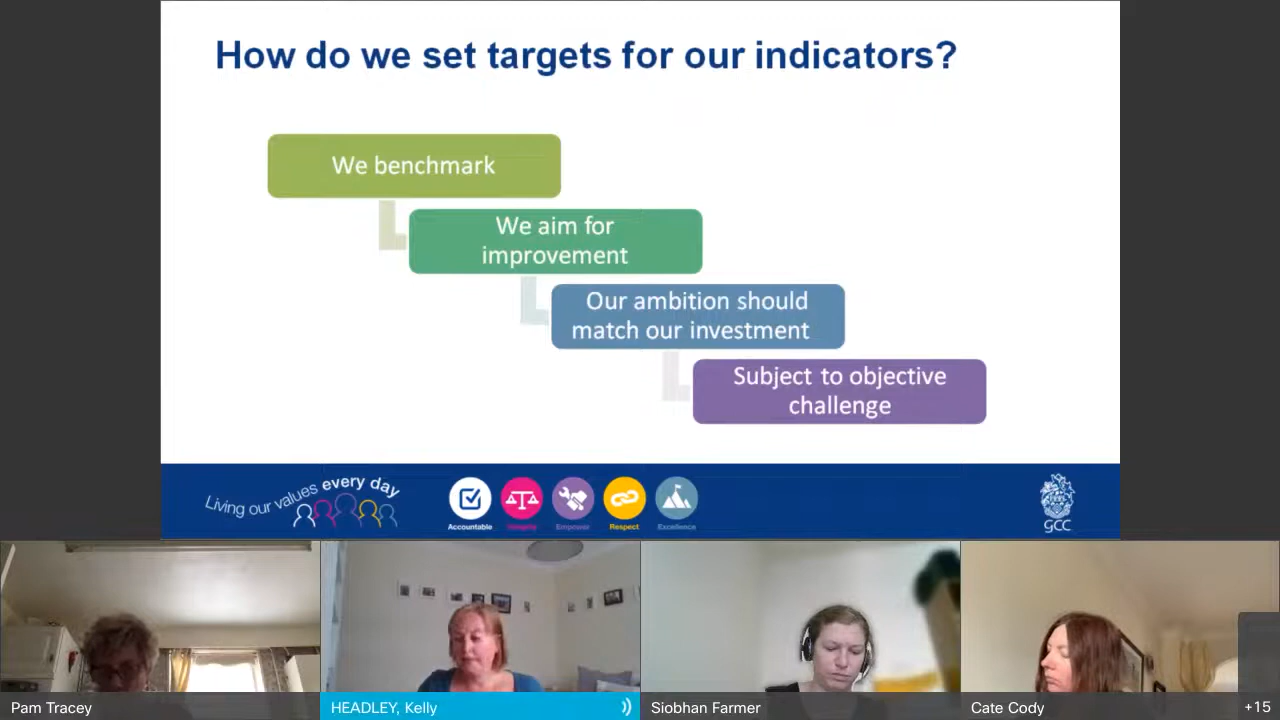 How do we set targets for our indicators?
We benchmark
We aim for
improvement
Our ambition should
match our investment
Subject to objective
challenge
Living our values every day
Accountable
Integrity
Empower
Respect
Excellence
GCC
Pam Tracey
HEADLEY, Kelly
Siobhan Farmer
Cate Cody
+15